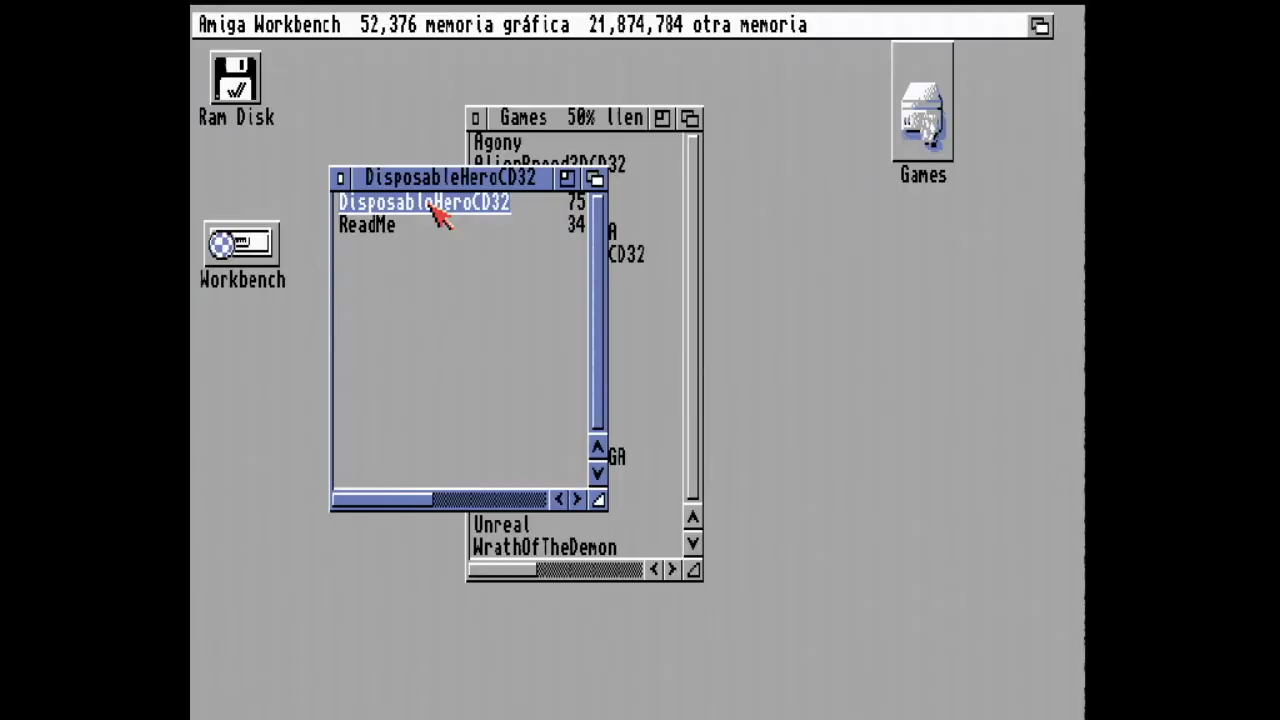 Amiga Workbench 52,376 memoria gráfica 21,874,784 otra memoria
Ram Disk
Games
Workbench
Games 50% llen
Agony
AlienBreed3DCD32
A
CD32
GA
Unreal
WrathOfTheDemon
DisposableHeroCD32
DisposableHeroCD32 75
ReadMe 34